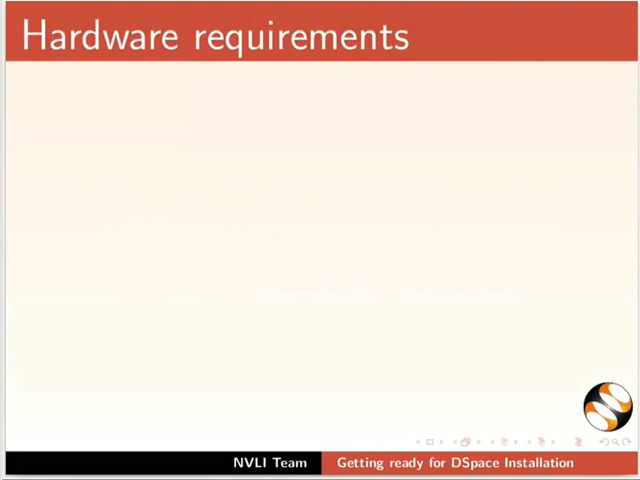 Hardware requirements
NVLI Team
Getting ready for DSpace Installation